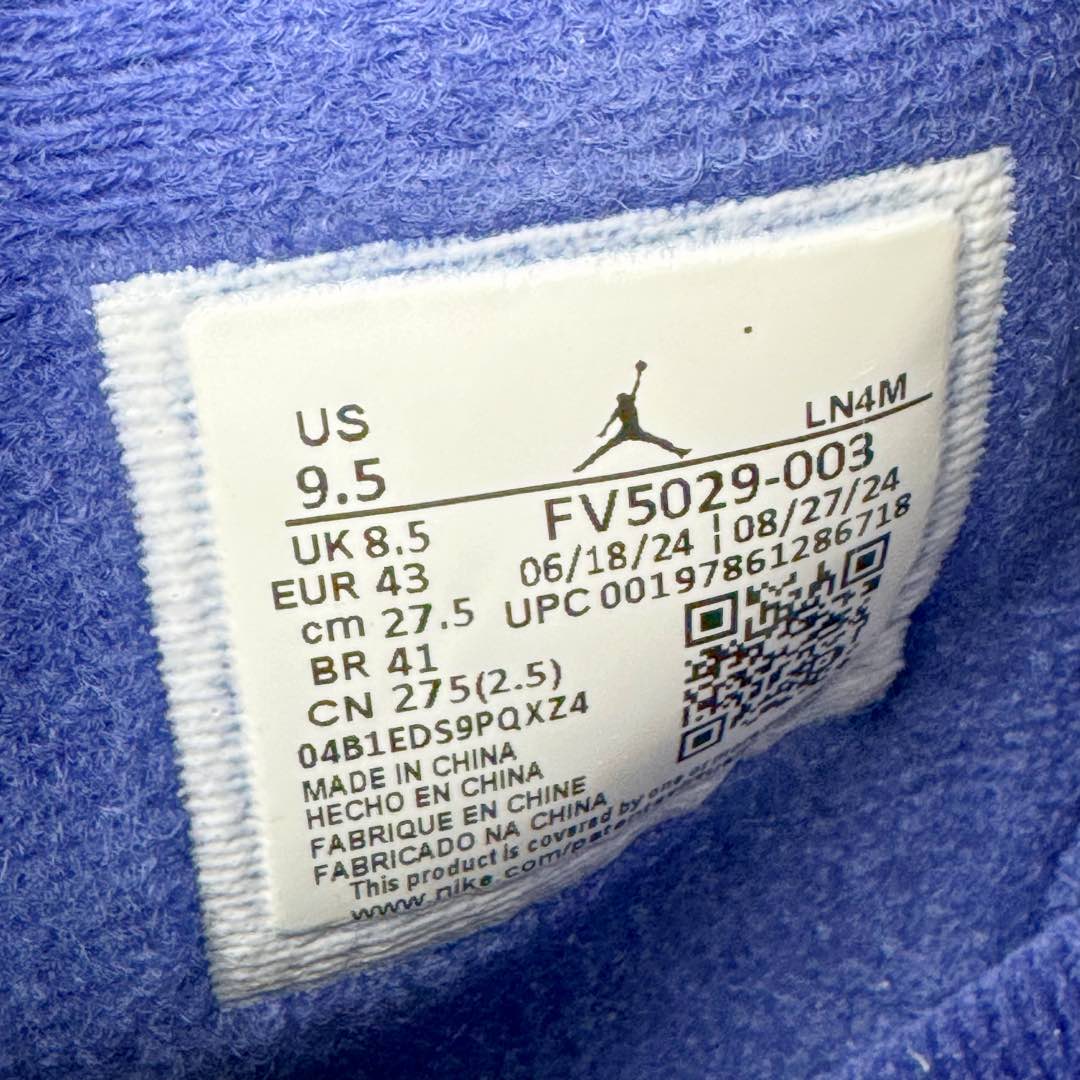 US
9.5
LN4M
UK 8.5
FV5029-003
EUR 43
06/18/24 | 08/27/24
cm 27.5
UPC 00197861286718
BR 41
CN 275(2.5)
04B1EDS9PQXZ4
MADE IN CHINA
HECHO EN CHINA
FABRIQUE EN CHINE
FABRICADO NA CHINA
This product is covered by one or
www.nike.com/patents